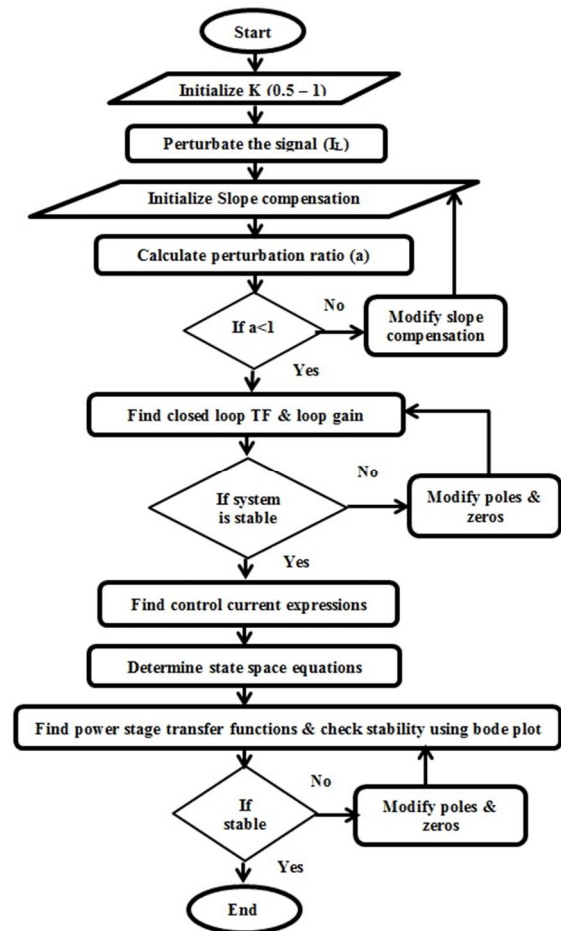 Start
Initialize K (0.5 – 1)
Perturbate the signal (IL)
Initialize Slope compensation
Calculate perturbation ratio (a)
If a<1
No
Modify slope
compensation
Yes
Find closed loop TF & loop gain
If system
is stable
No
Modify poles &
zeros
Yes
Find control current expressions
Determine state space equations
Find power stage transfer functions & check stability using bode plot
If
stable
No
Modify poles &
zeros
Yes
End